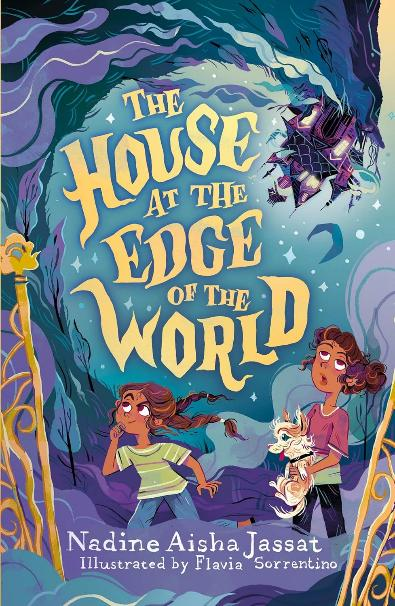 THE
HOUSE
AT THE
EDGE
OF THE
WORLD
Nadine Aisha Jassat
Illustrated by Flavia Sorrentino